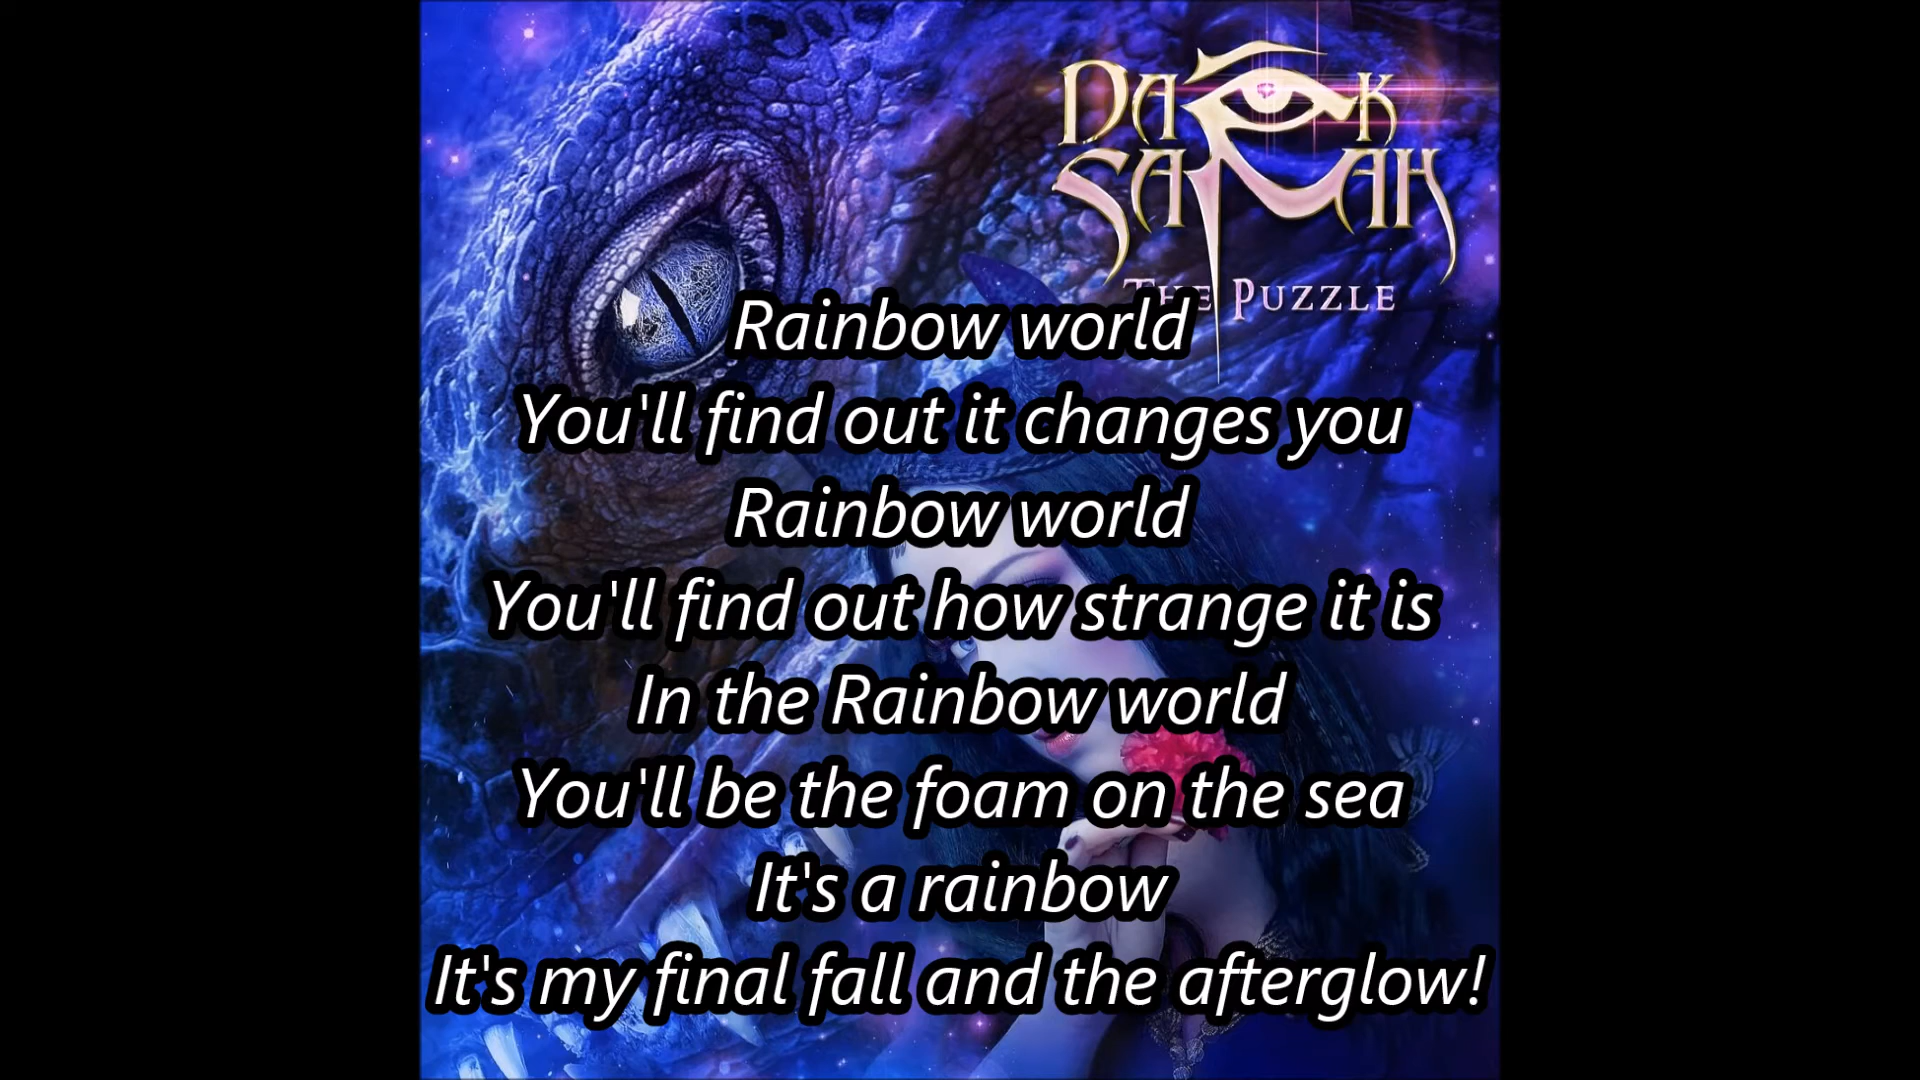 DARK
SARAH
THE PUZZLE
Rainbow world
You'll find out it changes you
Rainbow world
You'll find out how strange it is
In the Rainbow world
You'll be the foam on the sea
It's a rainbow
It's my final fall and the afterglow!